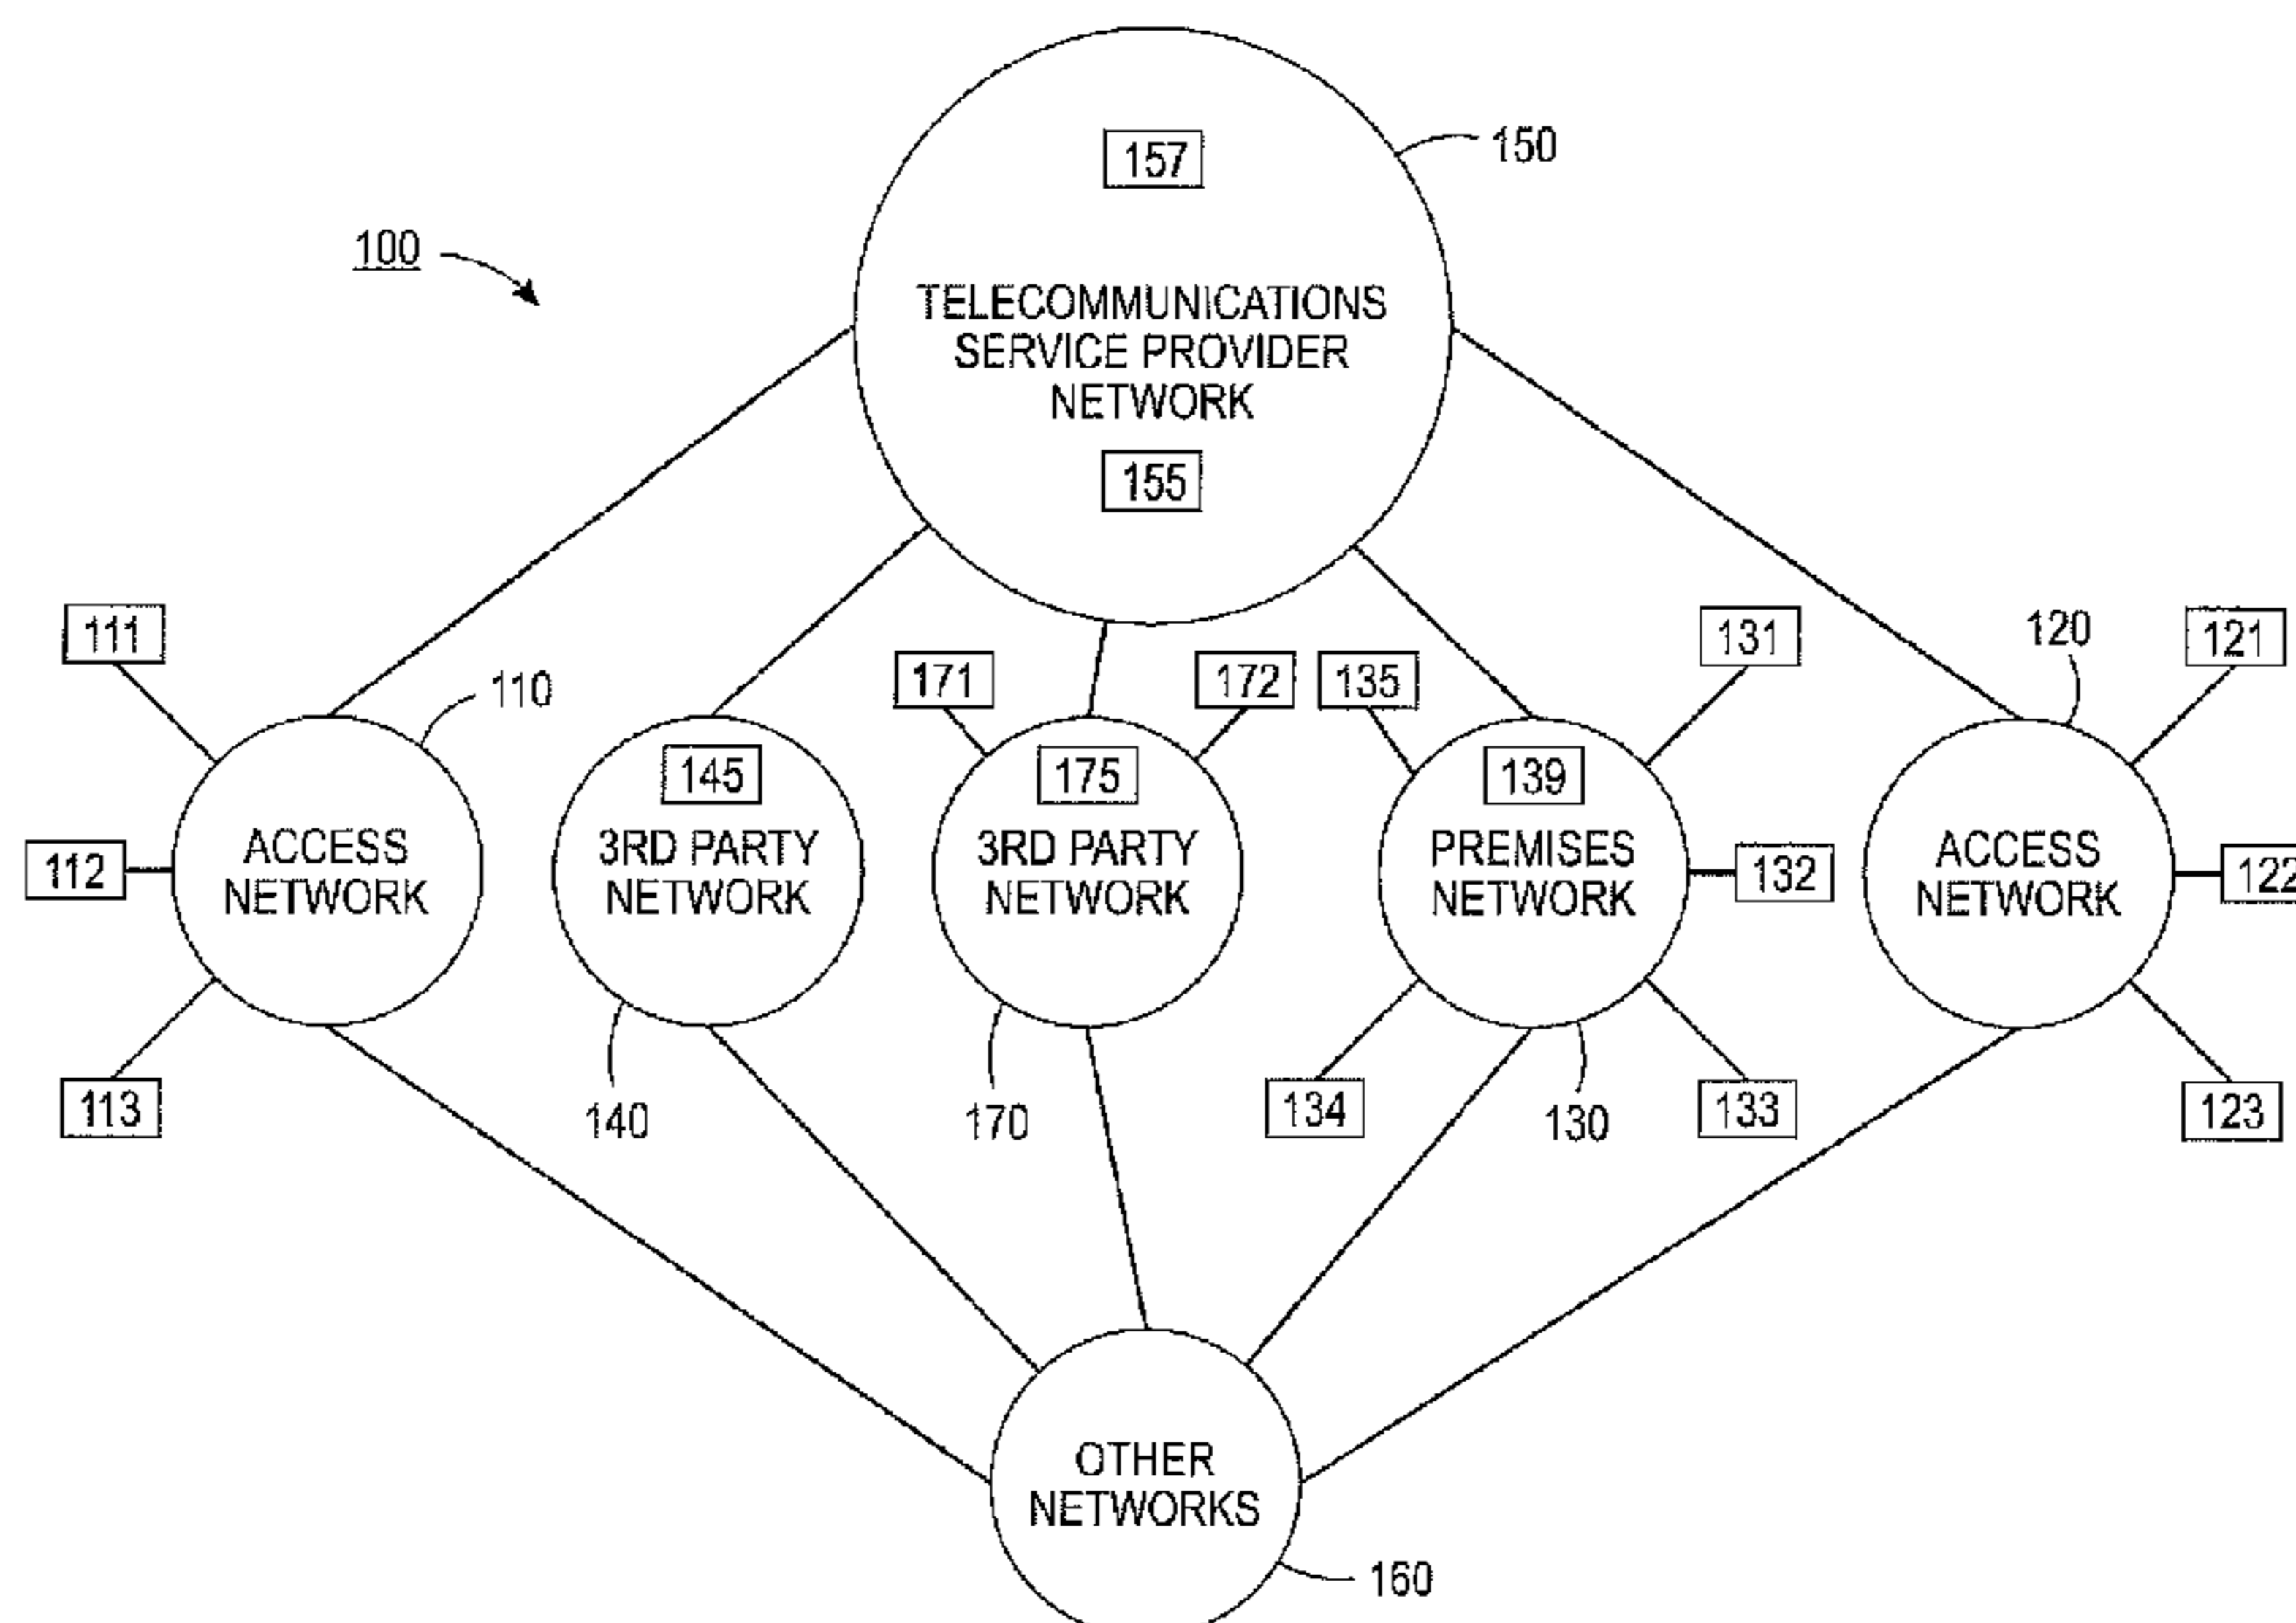 157
150
100
TELECOMMUNICATIONS
SERVICE PROVIDER
NETWORK
155
111
110
171
172
135
131
120
121
145
175
139
112
ACCESS
NETWORK
3RD PARTY
NETWORK
3RD PARTY
NETWORK
PREMISES
NETWORK
132
ACCESS
NETWORK
122
113
140
170
134
130
133
123
OTHER
NETWORKS
160